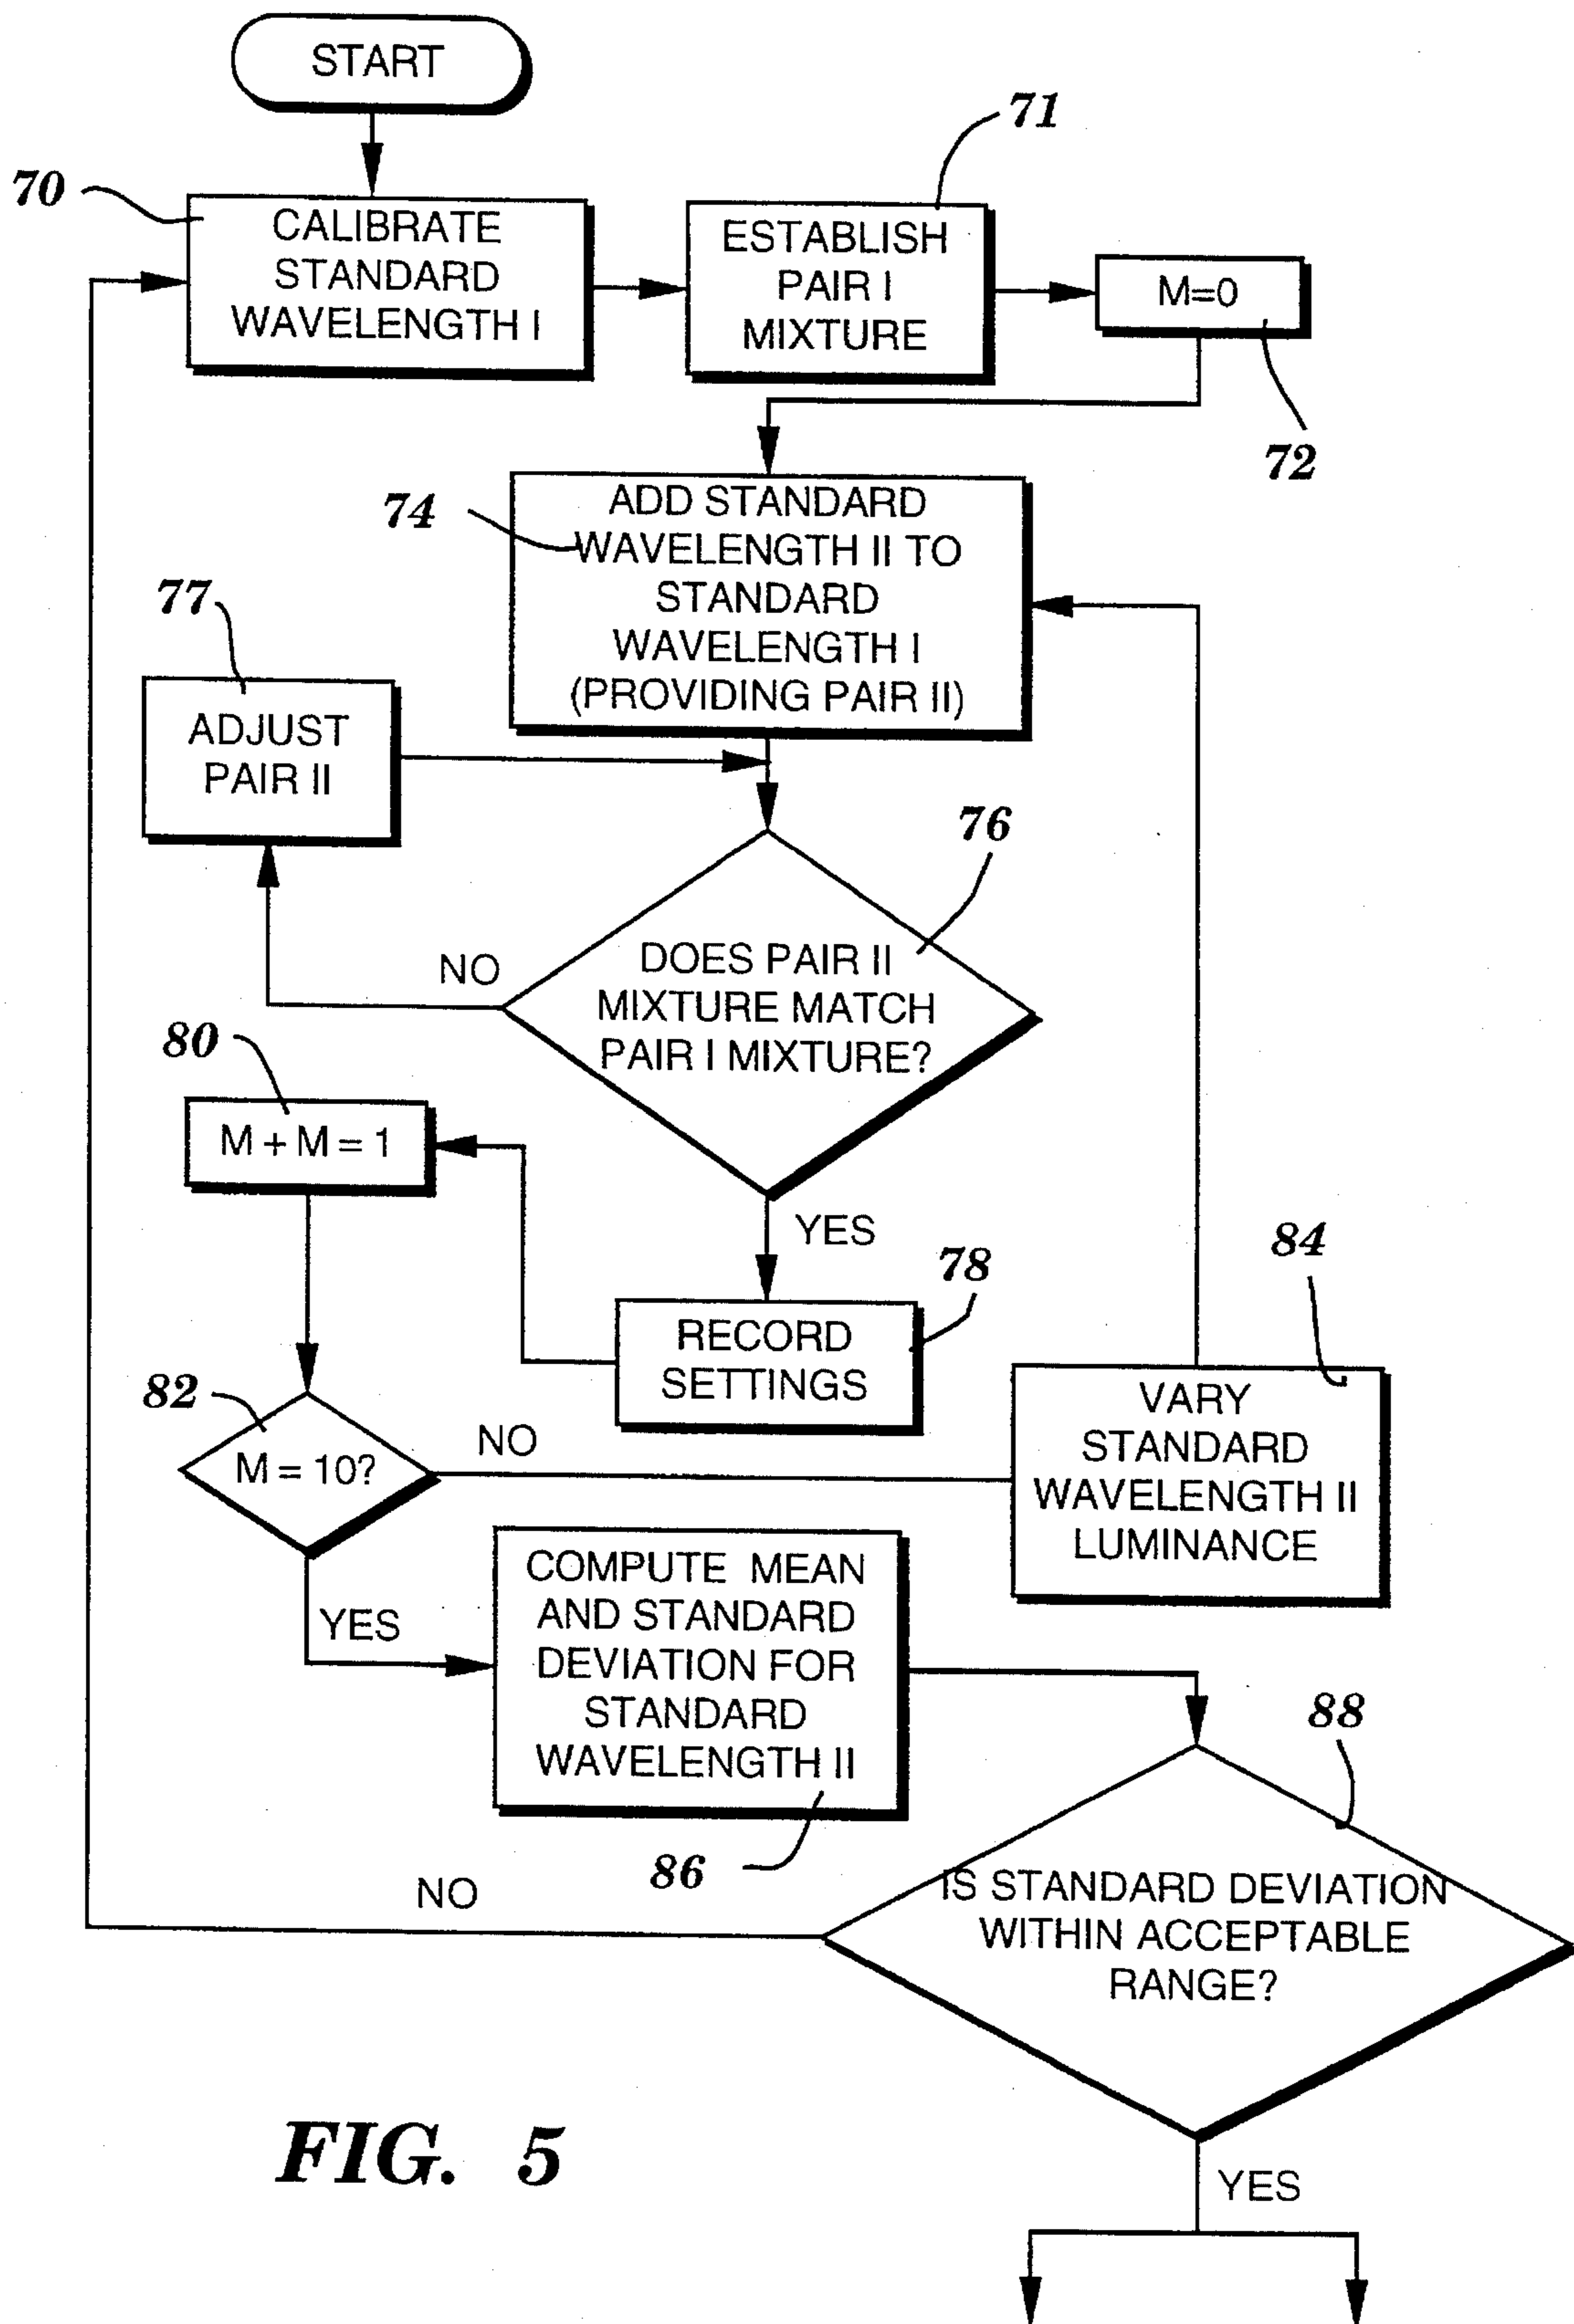 START
71
70
CALIBRATE
STANDARD
WAVELENGTH I
ESTABLISH
PAIR I
MIXTURE
M=0
72
74
ADD STANDARD
WAVELENGTH II TO
STANDARD
WAVELENGTH I
(PROVIDING PAIR II)
77
ADJUST
PAIR II
76
DOES PAIR II
MIXTURE MATCH
PAIR I MIXTURE?
NO
80
M + M = 1
YES
78
RECORD
SETTINGS
84
VARY
STANDARD
WAVELENGTH II
LUMINANCE
82
M = 10?
NO
YES
COMPUTE MEAN
AND STANDARD
DEVIATION FOR
STANDARD
WAVELENGTH II
86
88
IS STANDARD DEVIATION
WITHIN ACCEPTABLE
RANGE?
NO
YES
FIG. 5